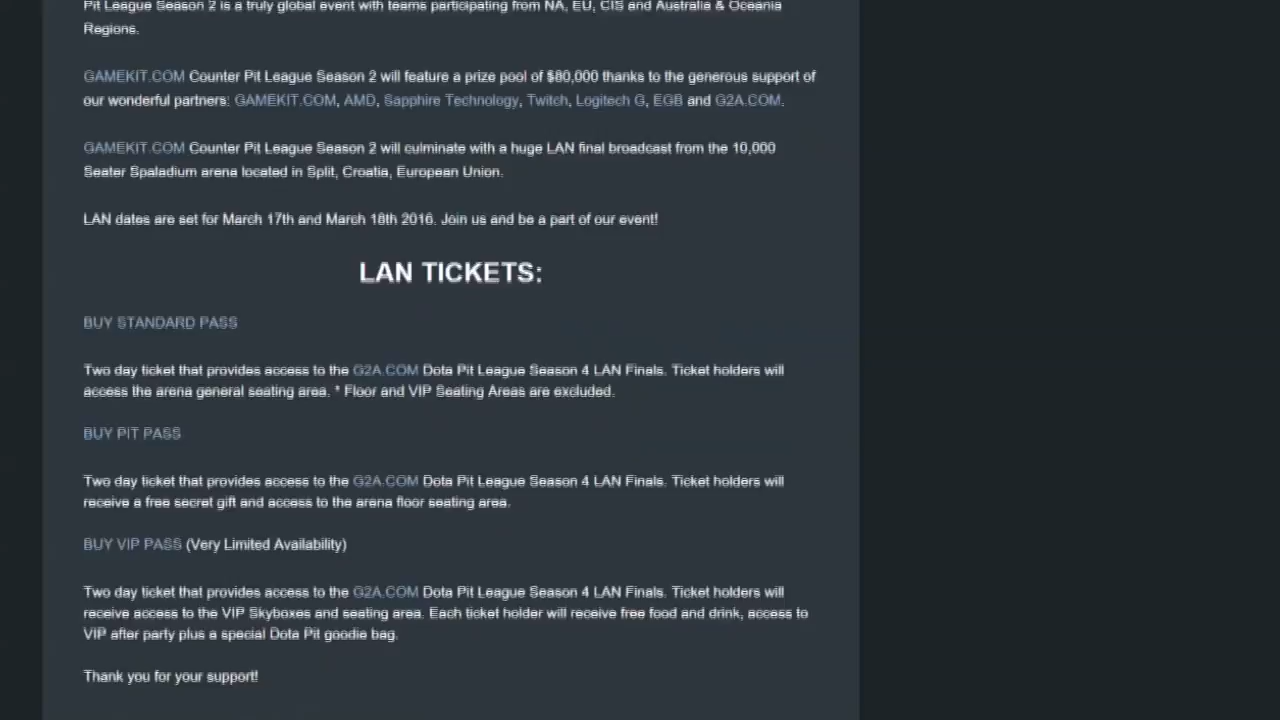 Pit League Season 2 is a truly global event with teams participating from NA, EU, CIS and Australia & Oceania
Regions.
GAMEKIT.COM Counter Pit League Season 2 will feature a prize pool of $80,000 thanks to the generous support of
our wonderful partners: GAMEKIT.COM, AMD, Sapphire Technology, Twitch, Logitech G, EGB and G2A.COM.
GAMEKIT.COM Counter Pit League Season 2 will culminate with a huge LAN final broadcast from the 10,000
Seater Spaladium arena located in Split, Croatia, European Union.
LAN dates are set for March 17th and March 18th 2016. Join us and be a part of our event!
LAN TICKETS:
BUY STANDARD PASS
Two day ticket that provides access to the G2A.COM Dota Pit League Season 4 LAN Finals. Ticket holders will
access the arena general seating area. * Floor and VIP Seating Areas are excluded.
BUY PIT PASS
Two day ticket that provides access to the G2A.COM Dota Pit League Season 4 LAN Finals. Ticket holders will
receive a free secret gift and access to the arena floor seating area.
BUY VIP PASS (Very Limited Availability)
Two day ticket that provides access to the G2A.COM Dota Pit League Season 4 LAN Finals. Ticket holders will
receive access to the VIP Skyboxes and seating area. Each ticket holder will receive free food and drink, access to
VIP after party plus a special Dota Pit goodie bag.
Thank you for your support!